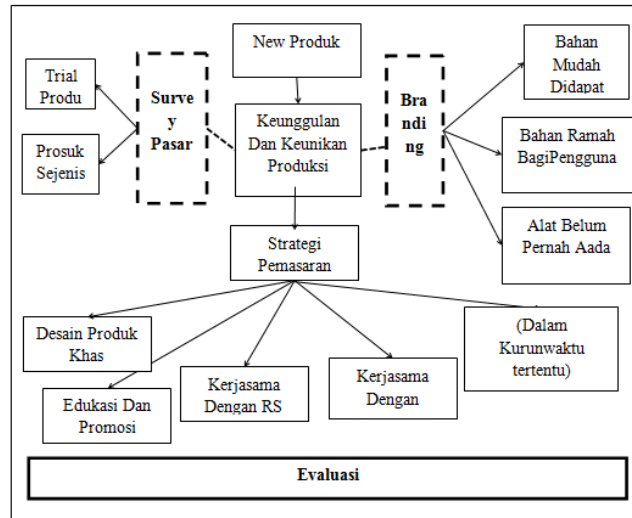 New Produk
Bahan
Mudah
Didapat
Trial
Produ
Surve
y
Pasar
Bra
ndi
ng
Keunggulan
Dan Keunikan
Produksi
Prosuk
Sejenis
Bahan Ramah
BagiPengguna
Alat Belum
Pernah Aada
Strategi
Pemasaran
Desain Produk
Khas
(Dalam
Kurunwaktu
tertentu)
Edukasi Dan
Promosi
Kerjasama
Dengan RS
Kerjasama
Dengan
Evaluasi